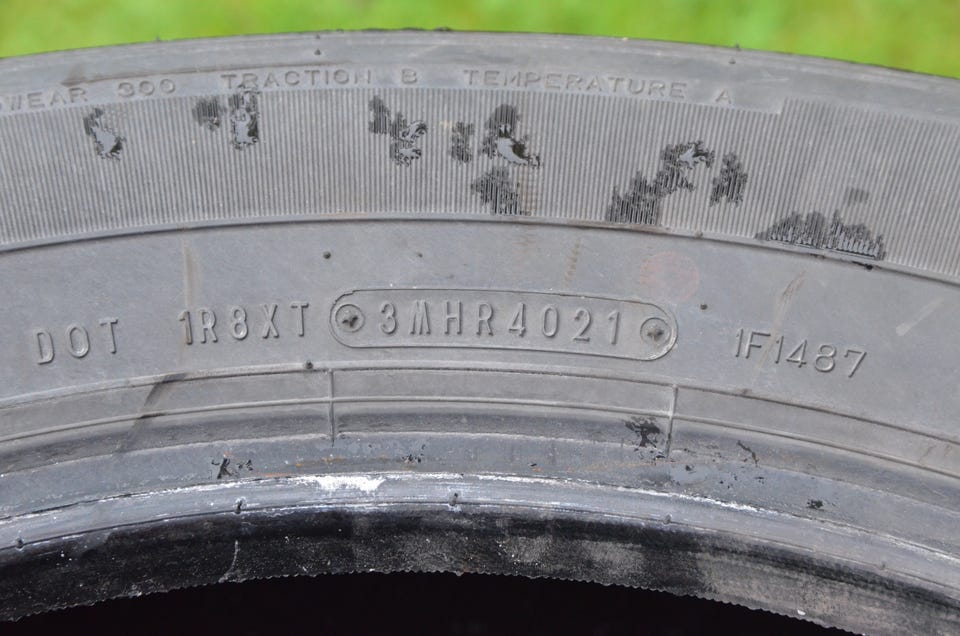 WEAR 300 TRACTION B TEMPERATURE A
DOT 1R8XT 3MHR4021 1F1487